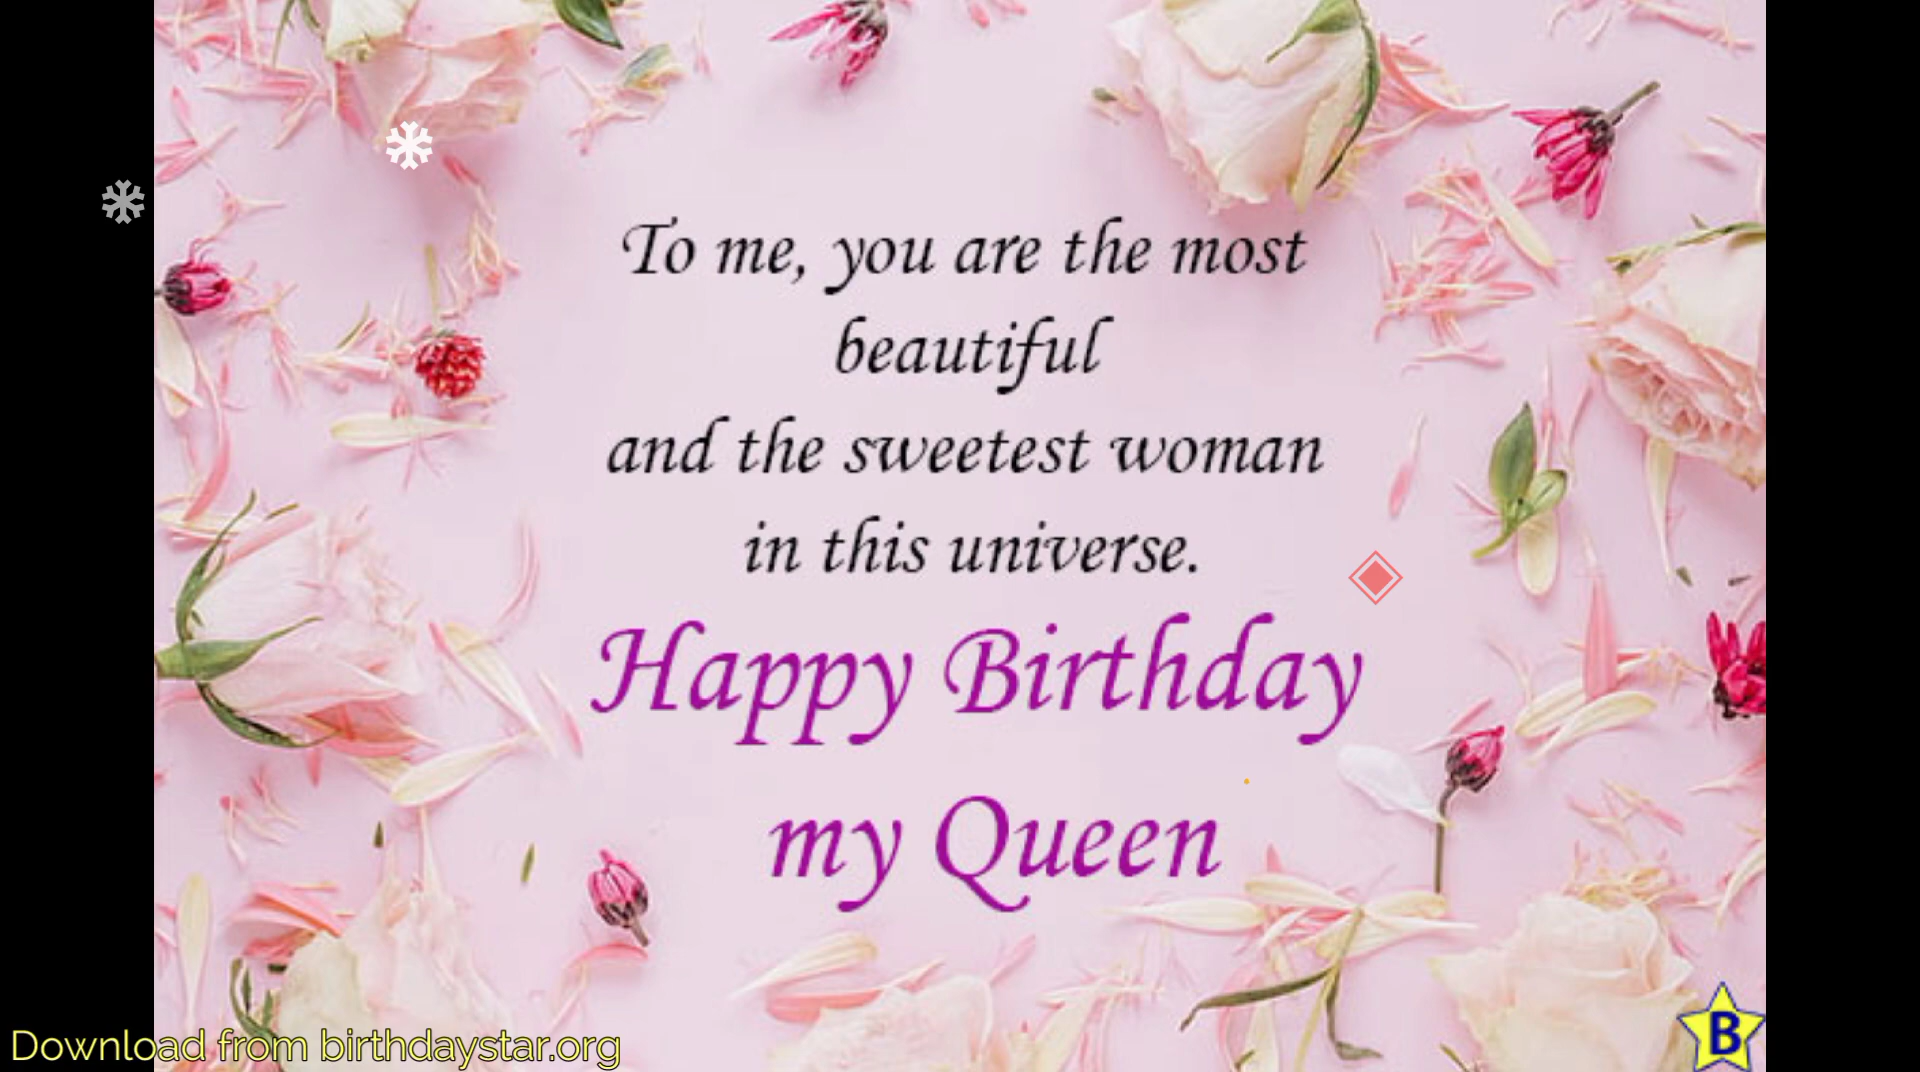 To me, you are the most
beautiful
and the sweetest woman
in this universe.
Happy Birthday
my Queen
Download from birthdaystar.org
B